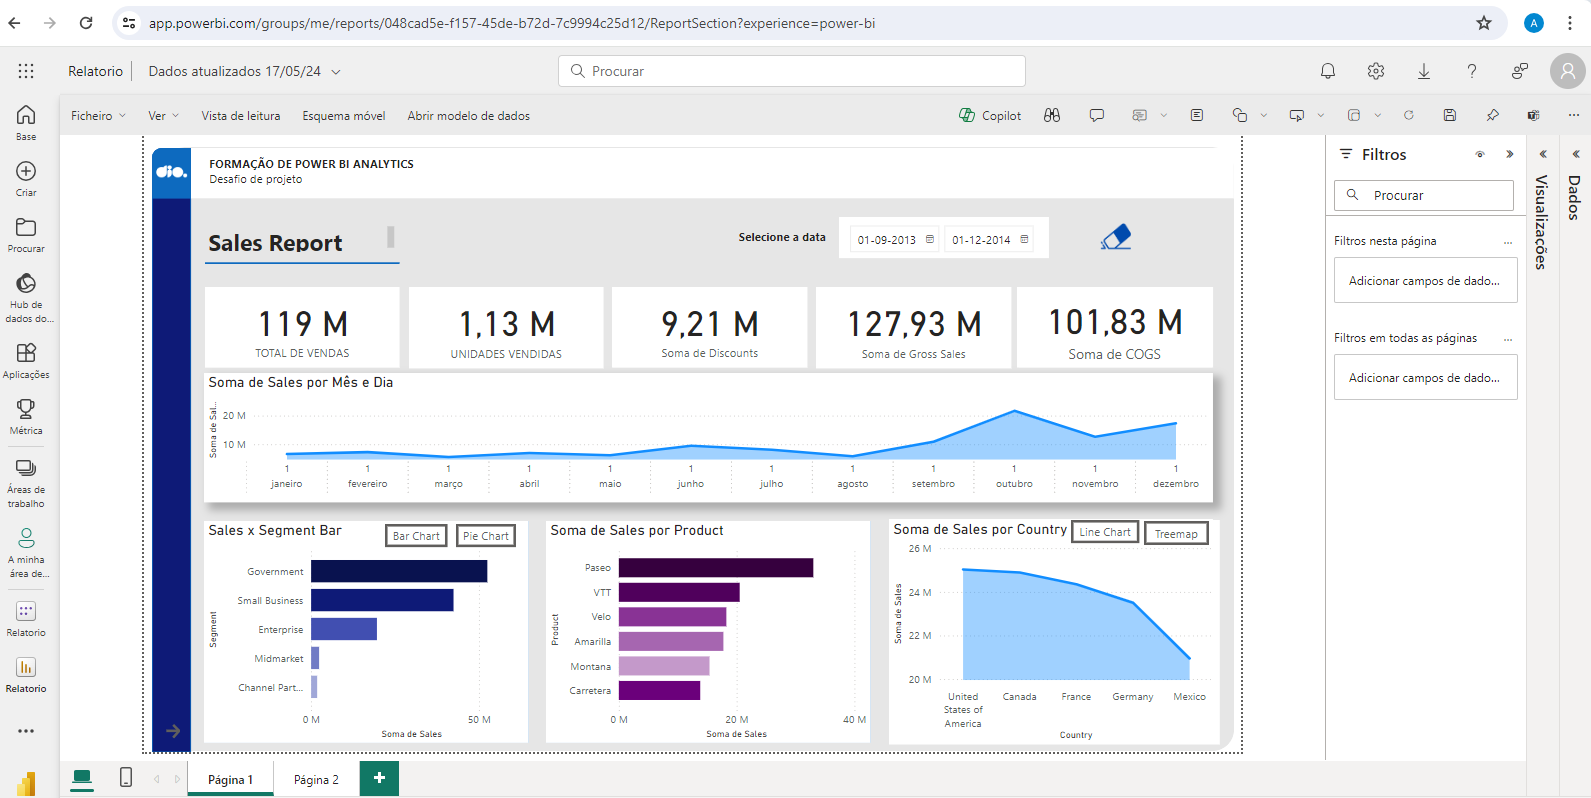 app.powerbi.com/groups/me/reports/048cad5e-f157-45de-b72d-7c9994c25d12/ReportSection?experience=power-bi
A
Relatorio
Dados atualizados 17/05/24
Procurar
Ficheiro
Ver
Vista de leitura
Esquema móvel
Abrir modelo de dados
Copilot
Base
Criar
Procurar
Hub de
dados do...
Aplicações
Métrica
Áreas de
trabalho
A minha
área de...
Relatorio
Relatorio
dio.
FORMAÇÃO DE POWER BI ANALYTICS
Desafio de projeto
Sales Report
Selecione a data
01-09-2013
01-12-2014
119 M
TOTAL DE VENDAS
1,13 M
UNIDADES VENDIDAS
9,21 M
Soma de Discounts
127,93 M
Soma de Gross Sales
101,83 M
Soma de COGS
Soma de Sales por Mês e Dia
Soma de Sal...
20 M
10 M
1 1 1 1 1 1 1 1 1 1 1 1
janeiro fevereiro março abril maio junho julho agosto setembro outubro novembro dezembro
Sales x Segment Bar
Bar Chart
Pie Chart
Segment
Government
Small Business
Enterprise
Midmarket
Channel Part...
0 M 50 M
Soma de Sales
Soma de Sales por Product
Product
Paseo
VTT
Velo
Amarilla
Montana
Carretera
0 M 20 M 40 M
Soma de Sales
Soma de Sales por Country
Line Chart
Treemap
Soma de Sales
26 M
24 M
22 M
20 M
United
States of
America
Canada
France
Germany
Mexico
Country
Filtros
Procurar
Filtros nesta página
...
Adicionar campos de dado...
Filtros em todas as páginas
...
Adicionar campos de dado...
Visualizações
Dados
Página 1
Página 2
+